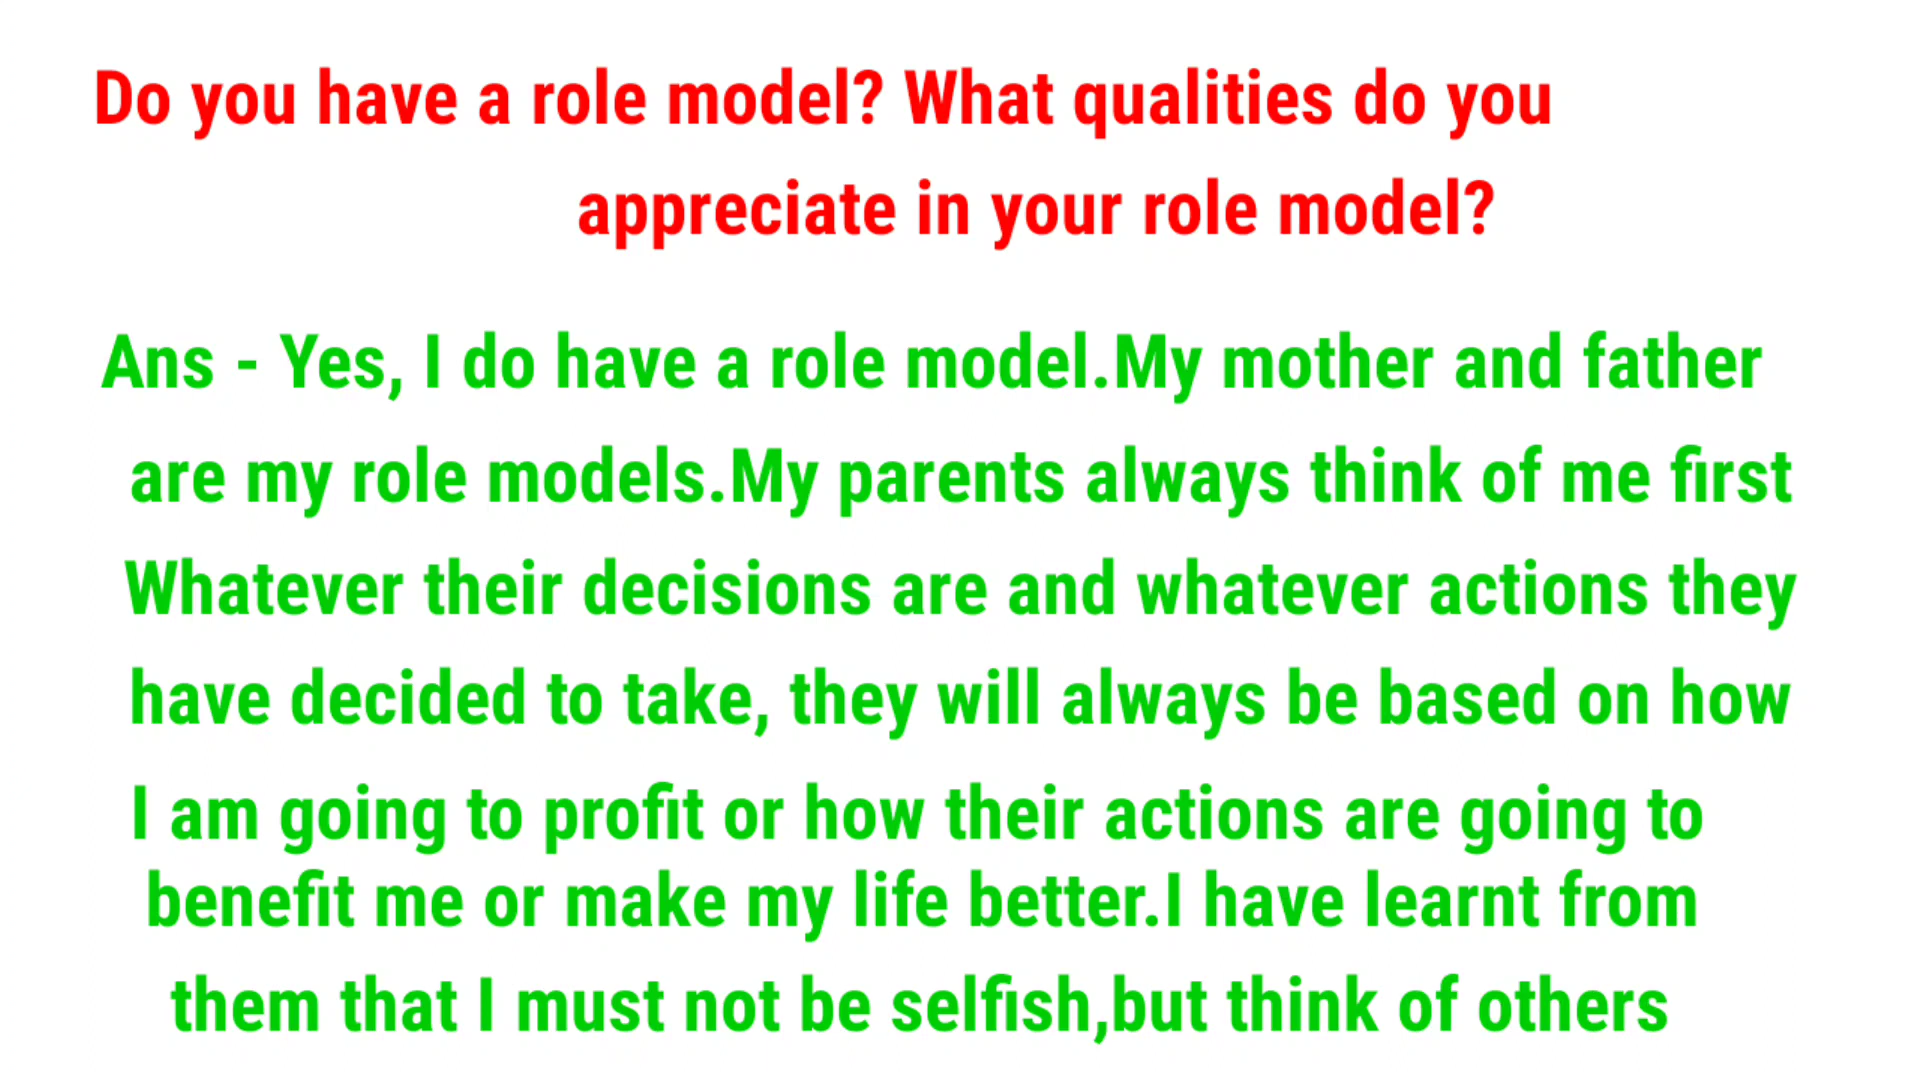 Do you have a role model? What qualities do you
appreciate in your role model?
Ans - Yes, I do have a role model.My mother and father
are my role models.My parents always think of me first
Whatever their decisions are and whatever actions they
have decided to take, they will always be based on how
I am going to profit or how their actions are going to
benefit me or make my life better.I have learnt from
them that I must not be selfish,but think of others